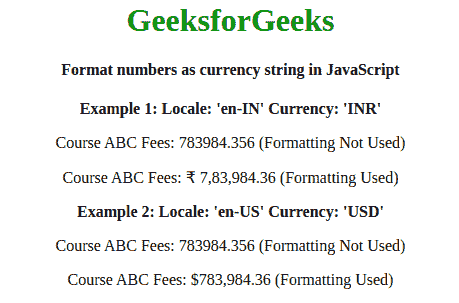 GeeksforGeeks
Format numbers as currency string in JavaScript
Example 1: Locale: 'en-IN' Currency: 'INR'
Course ABC Fees: 783984.356 (Formatting Not Used)
Course ABC Fees: ₹ 7,83,984.36 (Formatting Used)
Example 2: Locale: 'en-US' Currency: 'USD'
Course ABC Fees: 783984.356 (Formatting Not Used)
Course ABC Fees: $783,984.36 (Formatting Used)